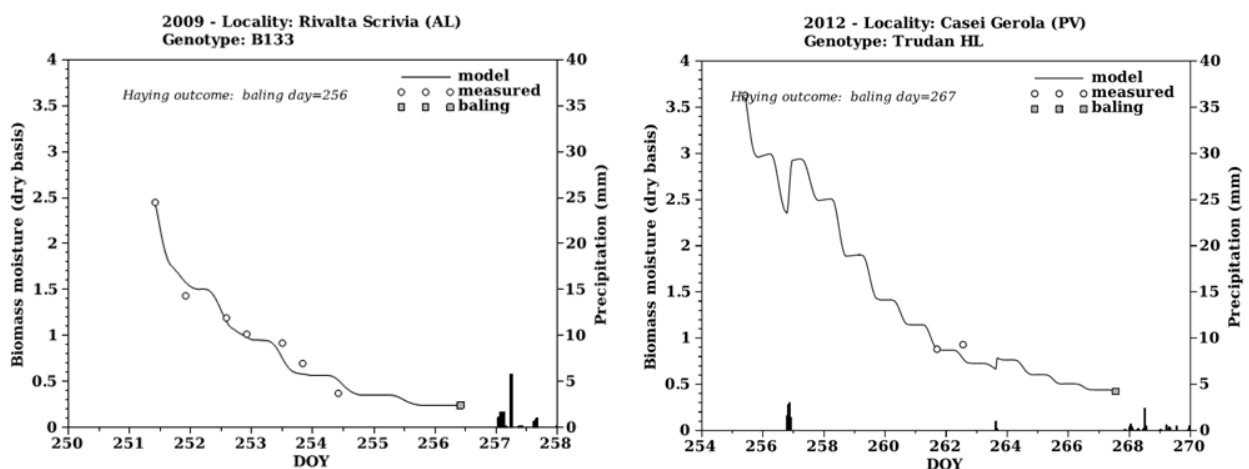 2009 - Locality: Rivalta Scrivia (AL)
Genotype: B133
4
3.5
3
2.5
2
1.5
1
0.5
0
Biomass moisture (dry basis)
Haying outcome: baling day=256
model
measured
baling
40
35
30
25
20
15
10
5
0
Precipitation (mm)
250 251 252 253 254 255 256 257 258
DOY
2012 - Locality: Casei Gerola (PV)
Genotype: Trudan HL
4
3.5
3
2.5
2
1.5
1
0.5
0
Biomass moisture (dry basis)
Haying outcome: baling day=267
model
measured
baling
40
35
30
25
20
15
10
5
0
Precipitation (mm)
254 256 258 260 262 264 266 268 270
DOY